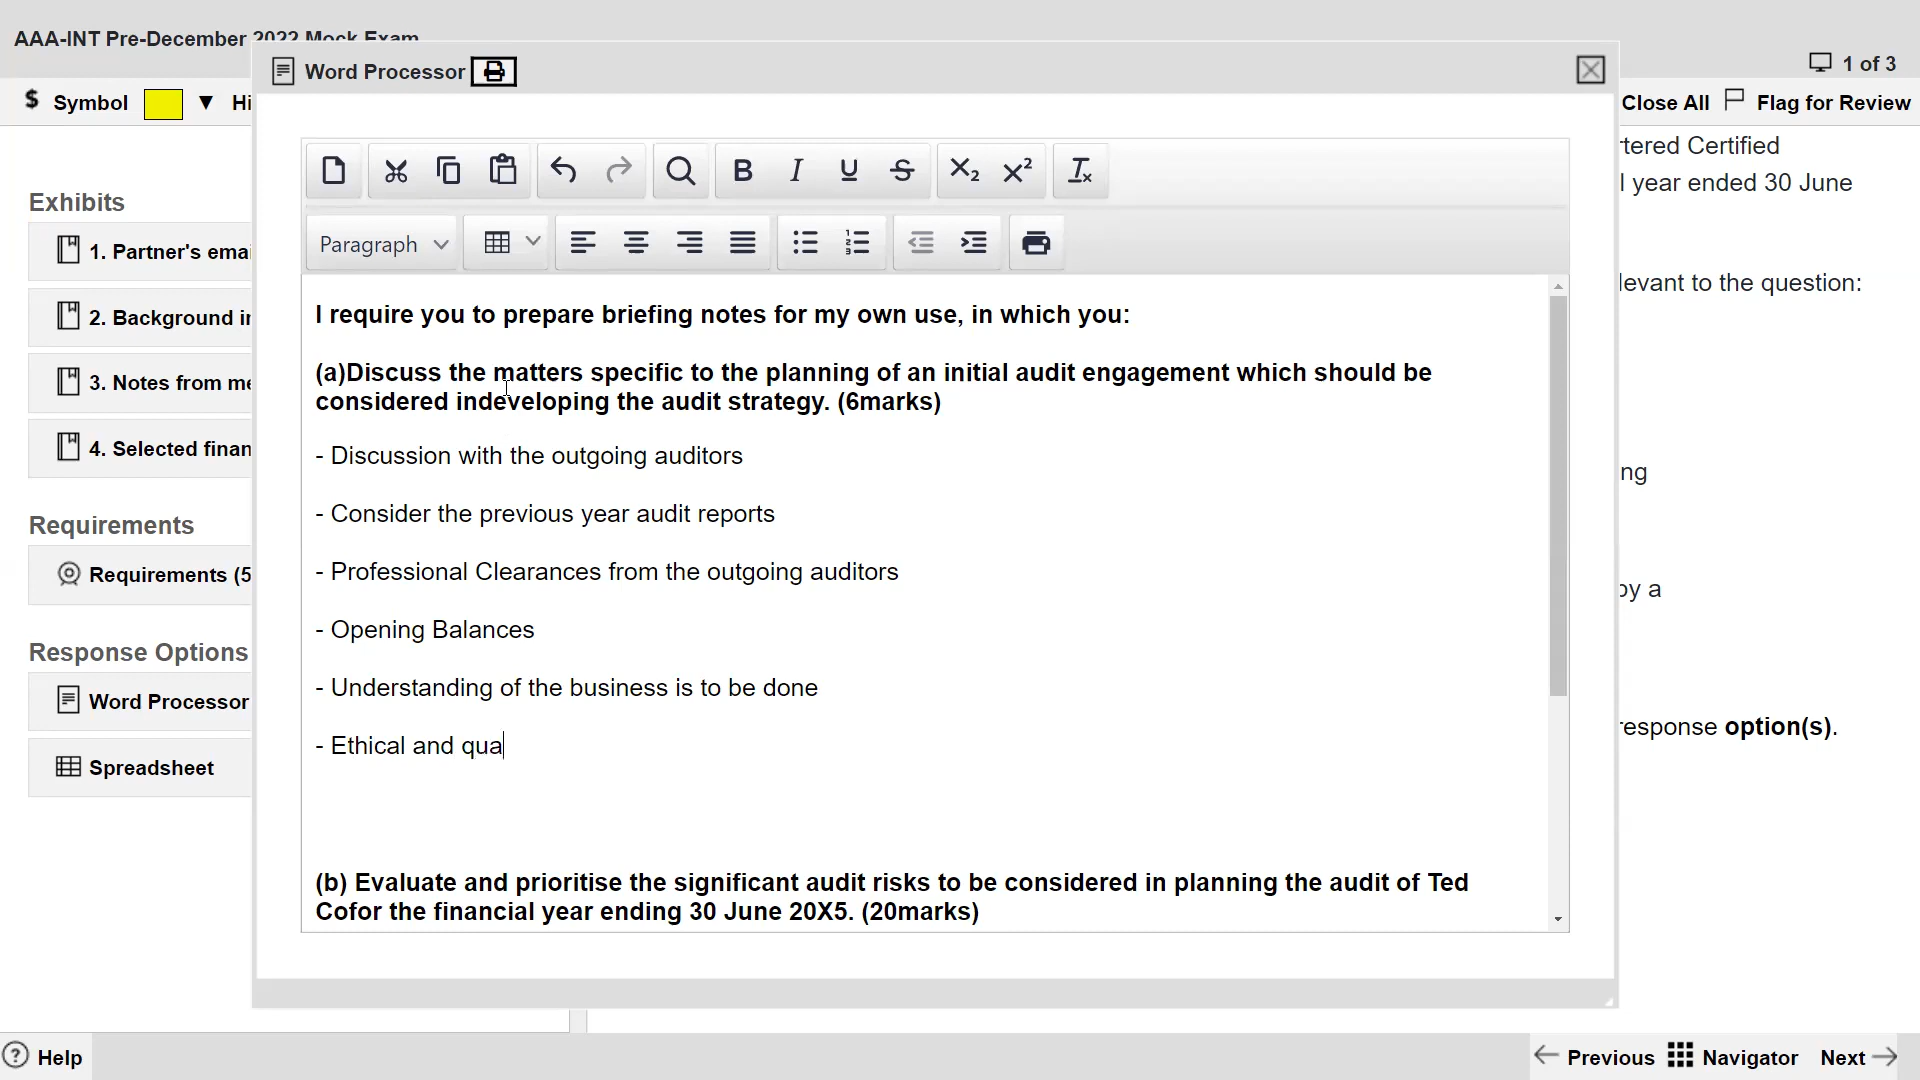 AAA-INT Pre-December 2022 Mock Exam
Word Processor
1 of 3
Symbol
Hi
Close All
Flag for Review
Paragraph
Exhibits
1. Partner's emai
2. Background in
3. Notes from me
4. Selected finan
Requirements
Requirements (5
Response Options
Word Processor
Spreadsheet
I require you to prepare briefing notes for my own use, in which you:
(a)Discuss the matters specific to the planning of an initial audit engagement which should be
considered indeveloping the audit strategy. (6marks)
- Discussion with the outgoing auditors
- Consider the previous year audit reports
- Professional Clearances from the outgoing auditors
- Opening Balances
- Understanding of the business is to be done
- Ethical and qua
(b) Evaluate and prioritise the significant audit risks to be considered in planning the audit of Ted
Cofor the financial year ending 30 June 20X5. (20marks)
rtered Certified
l year ended 30 June
levant to the question:
ng
by a
response option(s).
Help
Previous
Navigator
Next